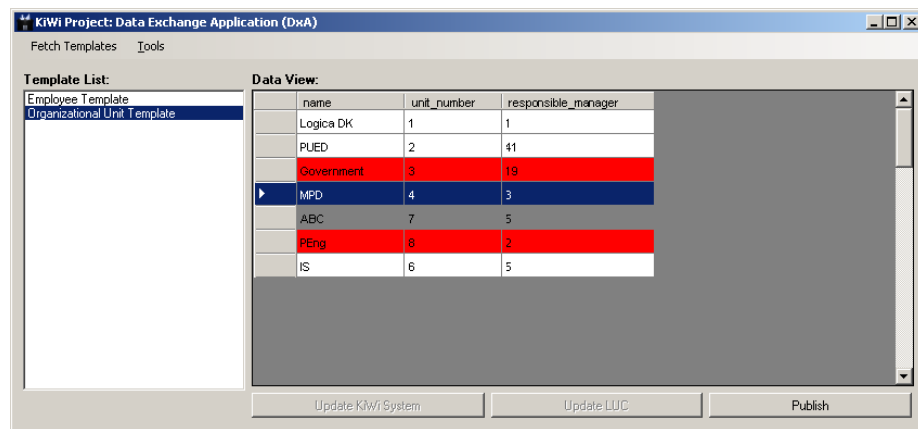 KiWi Project: Data Exchange Application (DxA)
Fetch Templates Tools
Template List: Data View:
Employee Template
Organizational Unit Template
name unit_number responsible_manager
Logica DK 1 1
PUED 2 41
Government 3 19
MPD 4 3
ABC 7 5
PEng 8 2
IS 6 5
Update KiWi System Update LUC Publish